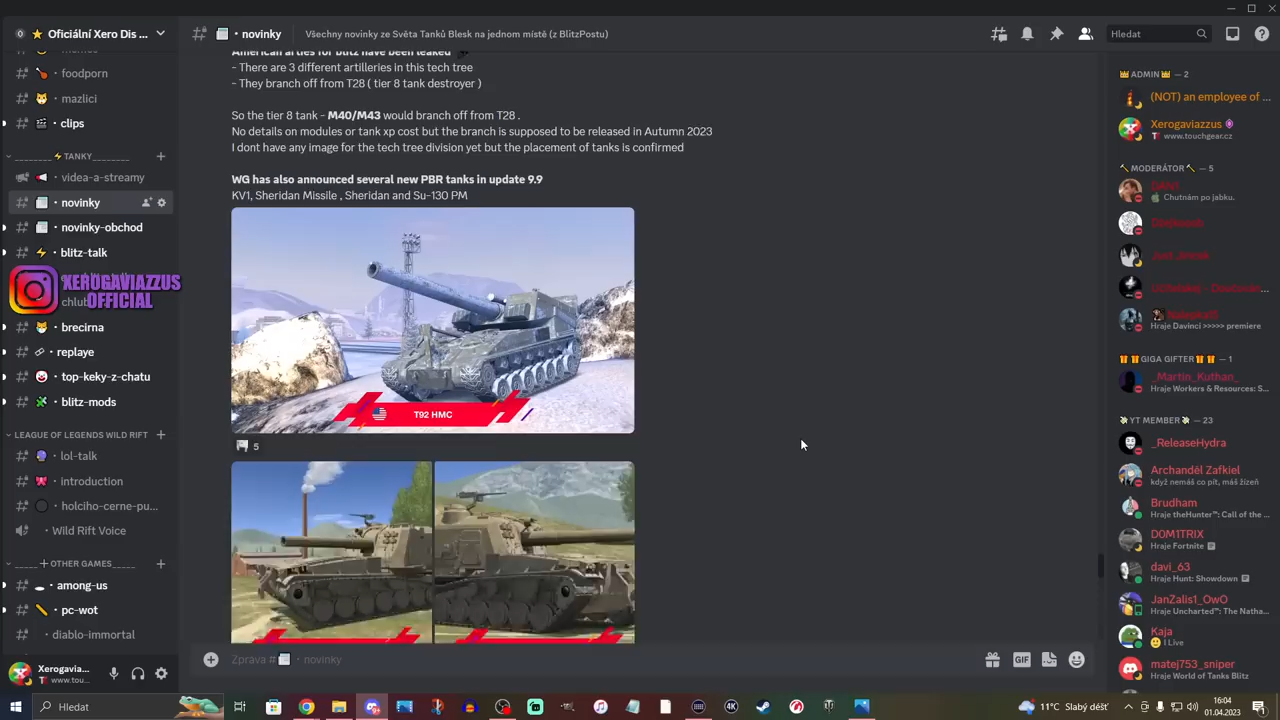 Oficiální Xero Dis ...
novinky
Všechny novinky ze Světa Tanků Blesk na jednom místě (z BlitzPostu)
Hledat
foodporn
mazlici
clips
TANKY
videa-a-streamy
novinky
novinky-obchod
blitz-talk
XEROGAVIAZZUS
OFFICIAL
brecirna
replaye
top-keky-z-chatu
blitz-mods
LEAGUE OF LEGENDS WILD RIFT
lol-talk
introduction
holciho-cerne-pu...
Wild Rift Voice
_____OTHER GAMES_____
among-us
pc-wot
diablo-immortal
Xerogavia...
www.tou...
American arties for blitz have been leaked
- There are 3 different artilleries in this tech tree
- They branch off from T28 ( tier 8 tank destroyer )
So the tier 8 tank - M40/M43 would branch off from T28 .
No details on modules or tank xp cost but the branch is supposed to be released in Autumn 2023
I dont have any image for the tech tree division yet but the placement of tanks is confirmed
WG has also announced several new PBR tanks in update 9.9
KV1, Sheridan Missile , Sheridan and Su-130 PM
T92 HMC
5
Zpráva #
novinky
GIF
ADMIN — 2
(NOT) an employee of ...
Xerogaviazzus
www.touchgear.cz
MODERÁTOR — 5
Chutnám po jabku.
Hraje Davinci >>>>> premiere
GIGA GIFTER — 1
_Martin_Kuthan_
Hraje Workers & Resources: S...
YT MEMBER — 23
_ReleaseHydra
Archanděl Zafkiel
když nemáš co pít, máš žízeň
Brudham
Hraje theHunter™: Call of the ...
D0M1TRIX
Hraje Fortnite
davi_63
Hraje Hunt: Showdown
JanZalis1_OwO
Hraje Uncharted™: The Natha...
Kaja
I Live
matej753_sniper
Hraje World of Tanks Blitz
Hledat
11°C Slabý déšť
16:04
01.04.2023